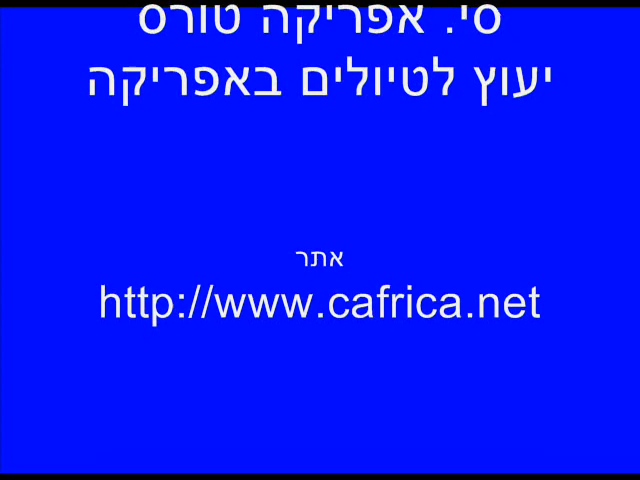 סי. אפריקה טורס
יעוץ לטיולים באפריקה
אתר
http://www.cafrica.net